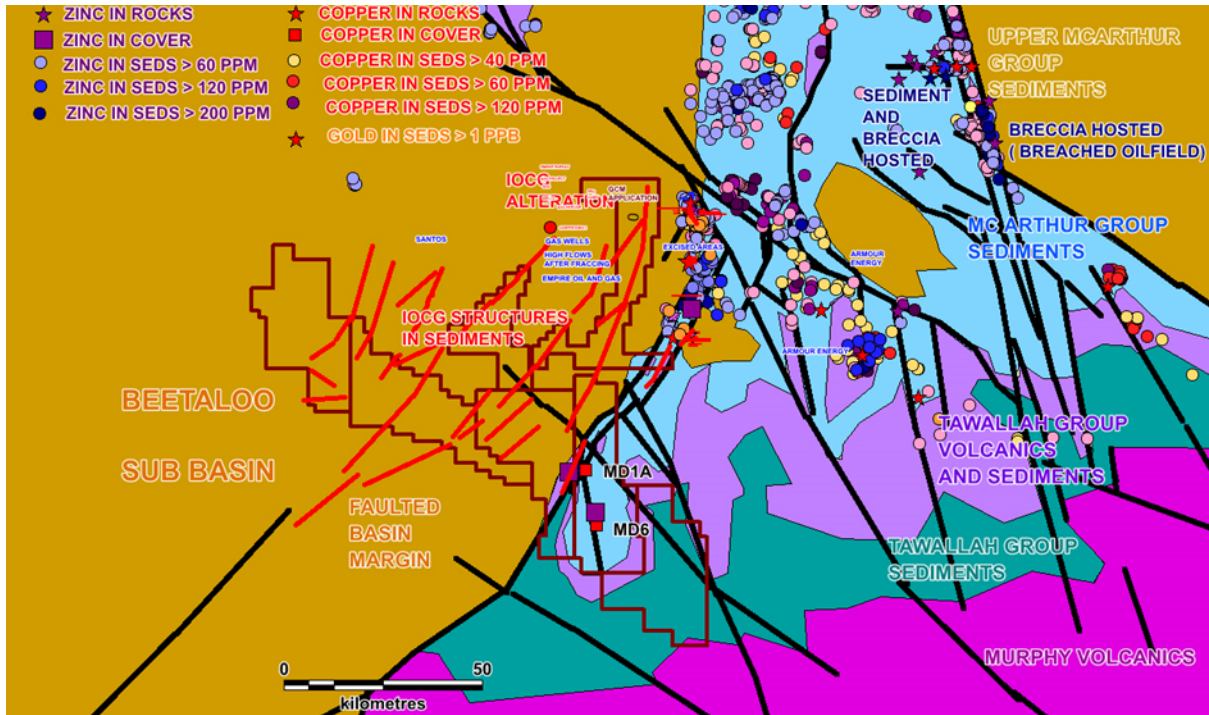 ZINC IN ROCKS
ZINC IN COVER
ZINC IN SEDS > 60 PPM
ZINC IN SEDS > 120 PPM
ZINC IN SEDS > 200 PPM
COPPER IN ROCKS
COPPER IN COVER
COPPER IN SEDS > 40 PPM
COPPER IN SEDS > 60 PPM
COPPER IN SEDS > 120 PPM
GOLD IN SEDS > 1 PPB
UPPER MCARTHUR
GROUP
SEDIMENTS
SEDIMENT
AND
BRECCIA
HOSTED
BRECCIA HOSTED
( BREACHED OILFIELD)
IOCG
ALTERATION
GCM
APPLICATION
MC ARTHUR GROUP
SEDIMENTS
SANTOS
GAS WELLS
HIGH FLOWS
AFTER FRACCING
EMPIRE OIL AND GAS
EXCISED AREAS
ARMOUR
ENERGY
IOCG STRUCTURES
IN SEDIMENTS
ARMOUR ENERGY
BEETALOO
SUB BASIN
TAWALLAH GROUP
VOLCANICS
AND SEDIMENTS
MD1A
FAULTED
BASIN
MARGIN
MD6
TAWALLAH GROUP
SEDIMENTS
MURPHY VOLCANICS
0 50
kilometres